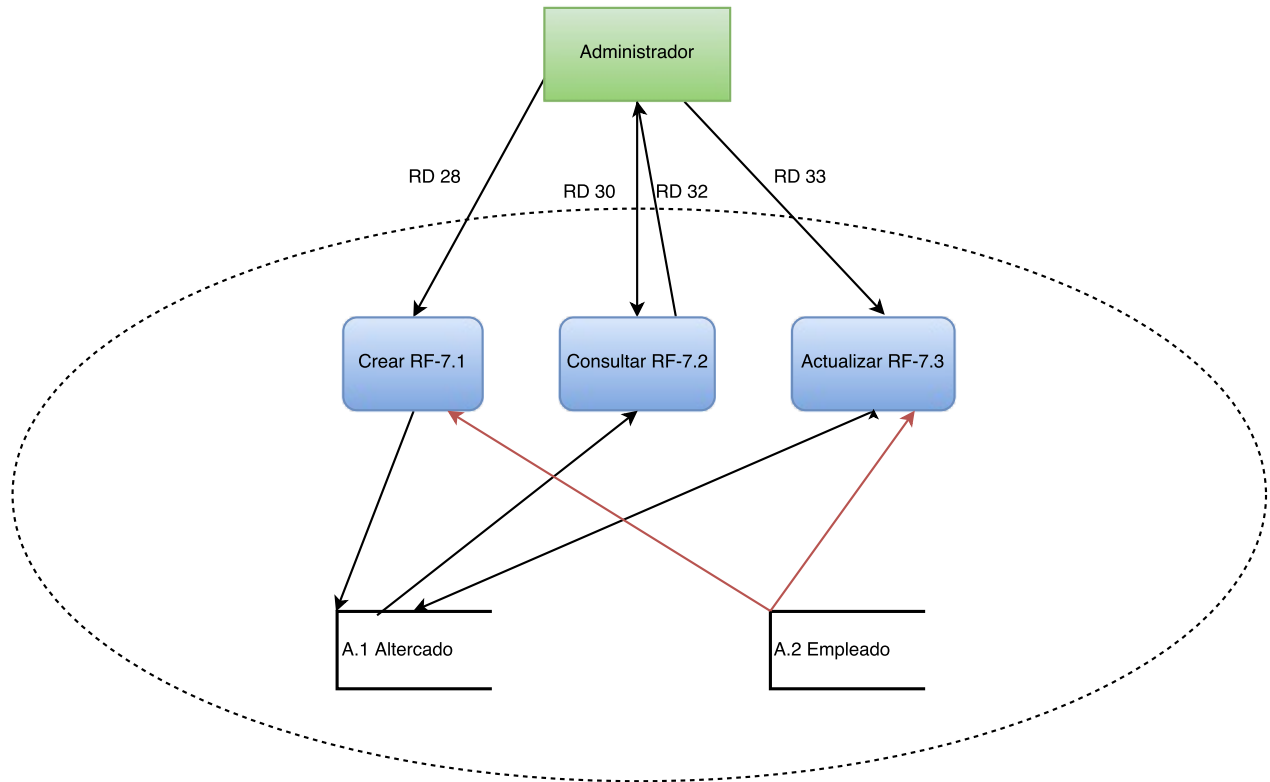 Administrador
RD 28
RD 30
RD 32
RD 33
Crear RF-7.1
Consultar RF-7.2
Actualizar RF-7.3
A.1 Altercado
A.2 Empleado